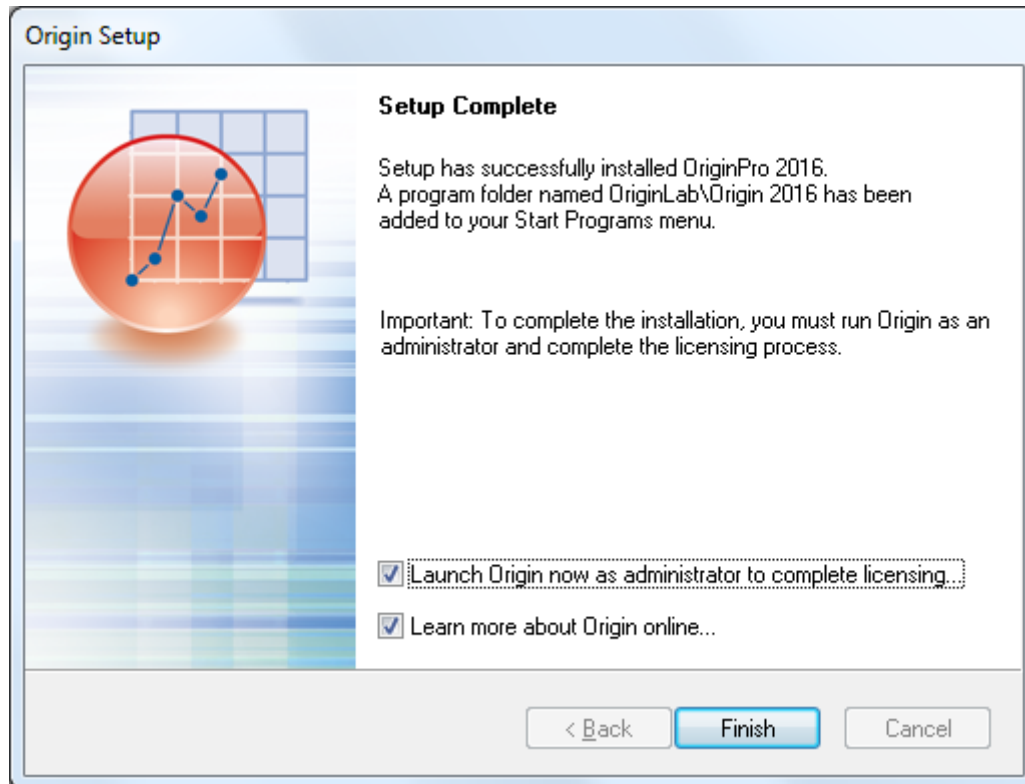 Origin Setup
Setup Complete
Setup has successfully installed OriginPro 2016.
A program folder named OriginLab\Origin 2016 has been
added to your Start Programs menu.
Important: To complete the installation, you must run Origin as an
administrator and complete the licensing process.
Launch Origin now as administrator to complete licensing...
Learn more about Origin online...
< Back
Finish
Cancel